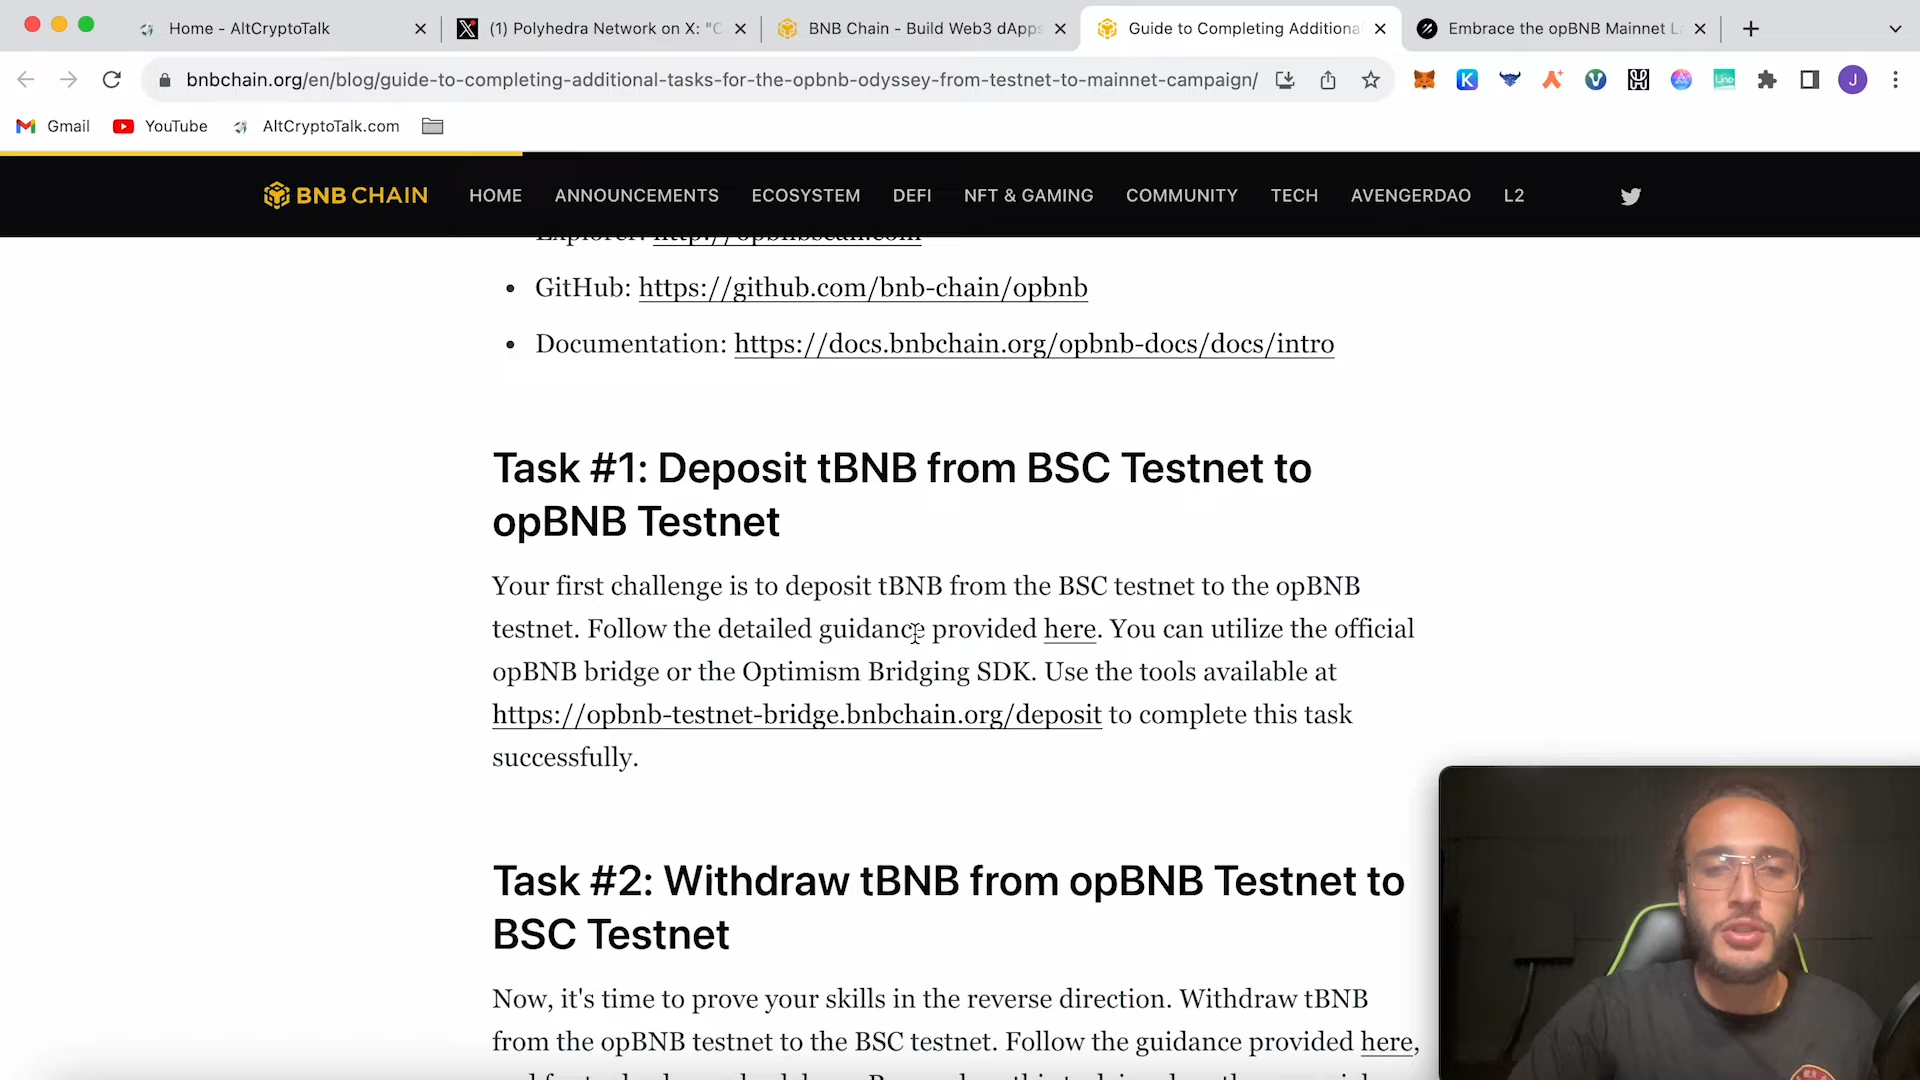 Home - AltCryptoTalk
(1) Polyhedra Network on X: "C
BNB Chain - Build Web3 dApps
Guide to Completing Additiona
Embrace the opBNB Mainnet L
bnbchain.org/en/blog/guide-to-completing-additional-tasks-for-the-opbnb-odyssey-from-testnet-to-mainnet-campaign/
J
Gmail
YouTube
AltCryptoTalk.com
BNB CHAIN
HOME
ANNOUNCEMENTS
ECOSYSTEM
DEFI
NFT & GAMING
COMMUNITY
TECH
AVENGERDAO
L2
Explorer: http://opbnbscan.com
• GitHub: https://github.com/bnb-chain/opbnb
• Documentation: https://docs.bnbchain.org/opbnb-docs/docs/intro
Task #1: Deposit tBNB from BSC Testnet to
opBNB Testnet
Your first challenge is to deposit tBNB from the BSC testnet to the opBNB
testnet. Follow the detailed guidance provided here. You can utilize the official
opBNB bridge or the Optimism Bridging SDK. Use the tools available at
https://opbnb-testnet-bridge.bnbchain.org/deposit to complete this task
successfully.
Task #2: Withdraw tBNB from opBNB Testnet to
BSC Testnet
Now, it's time to prove your skills in the reverse direction. Withdraw tBNB
from the opBNB testnet to the BSC testnet. Follow the guidance provided here,